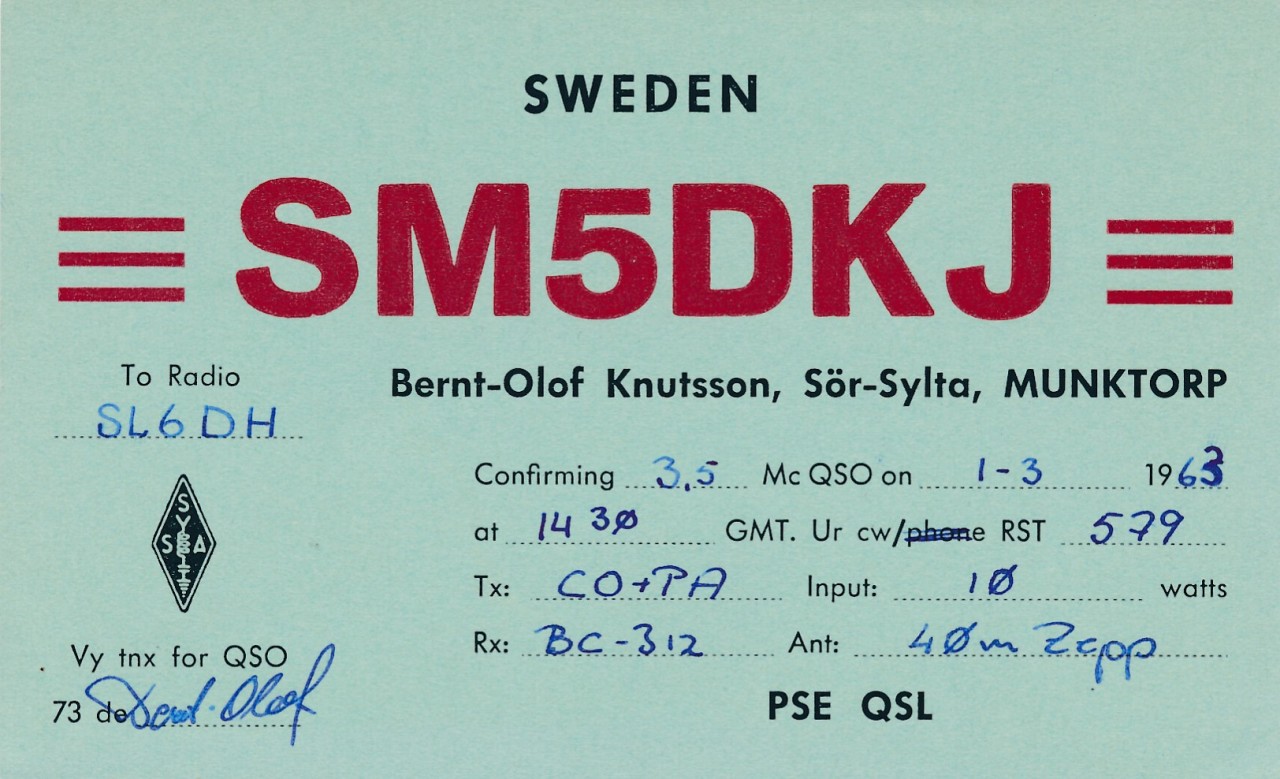 SWEDEN
SM5DKJ
Bernt-Olof Knutsson, Sör-Sylta, MUNKTORP
To Radio
SL6DH
Confirming 3,5 Mc QSO on 1-3 1963
at 1430 GMT. Ur cw/phone RST 579
Tx: CO+PA Input: 10 watts
Rx: BC-312 Ant: 40m Zepp
SSA
Vy tnx for QSO
73 de Bernt-Olof
PSE QSL